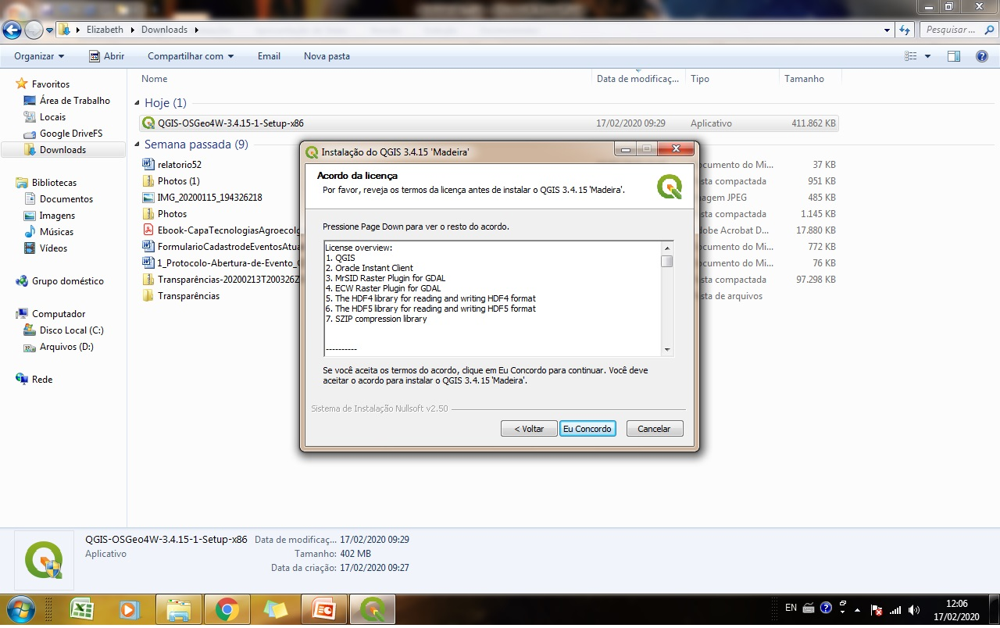 Elizabeth Downloads
Pesquisar ...
Organizar Abrir Compartilhar com Email Nova pasta
Nome Data de modificaç... Tipo Tamanho
Favoritos
Área de Trabalho
Locais
Google DriveFS
Downloads
Bibliotecas
Documentos
Imagens
Músicas
Vídeos
Grupo doméstico
Computador
Disco Local (C:)
Arquivos (D:)
Rede
Hoje (1)
QGIS-OSGeo4W-3.4.15-1-Setup-x86 17/02/2020 09:29 Aplicativo 411.862 KB
Semana passada (9)
relatorio52 ocumento do Mi... 37 KB
Photos (1) sta compactada 951 KB
IMG_20200115_194326218 agem JPEG 485 KB
Photos sta compactada 1.145 KB
Ebook-CapaTecnologiasAgroecolg dobe Acrobat D... 17.880 KB
FormularioCadastrodeEventosAtua ocumento do Mi... 772 KB
1_Protocolo-Abertura-de-Evento_ ocumento do Mi... 76 KB
Transparências-20200213T200326Z sta compactada 97.298 KB
Transparências sta de arquivos
Instalação do QGIS 3.4.15 'Madeira'
Acordo da licença
Por favor, reveja os termos da licença antes de instalar o QGIS 3.4.15 'Madeira'.
Pressione Page Down para ver o resto do acordo.
License overview:
1. QGIS
2. Oracle Instant Client
3. MrSID Raster Plugin for GDAL
4. ECW Raster Plugin for GDAL
5. The HDF4 library for reading and writing HDF4 format
6. The HDF5 library for reading and writing HDF5 format
7. SZIP compression library
----------
Se você aceita os termos do acordo, clique em Eu Concordo para continuar. Você deve
aceitar o acordo para instalar o QGIS 3.4.15 'Madeira'.
Sistema de Instalação Nullsoft v2.50
< Voltar Eu Concordo Cancelar
QGIS-OSGeo4W-3.4.15-1-Setup-x86 Data de modificaç... 17/02/2020 09:29
Aplicativo Tamanho: 402 MB
Data da criação: 17/02/2020 09:27
EN 12:06
17/02/2020